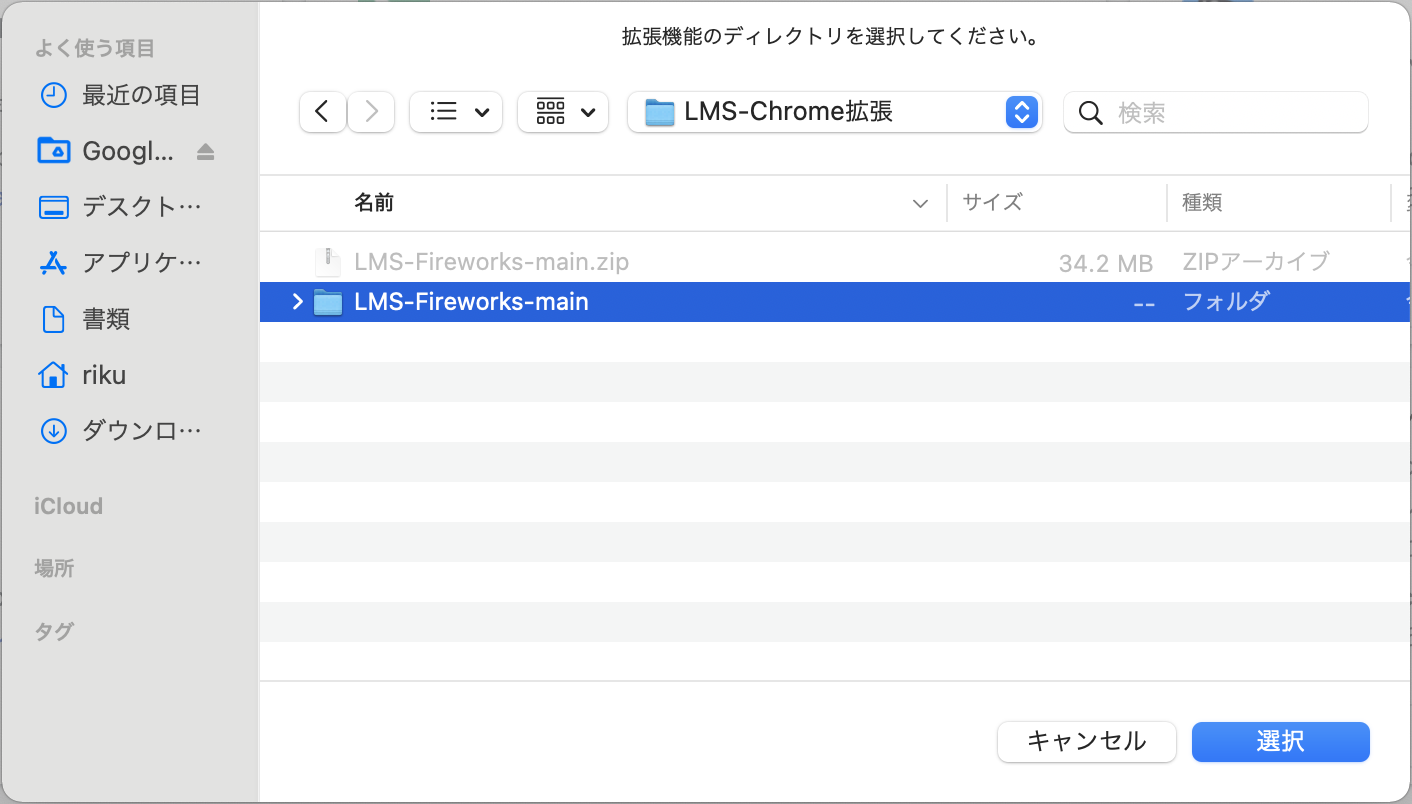 拡張機能のディレクトリを選択してください。
よく使う項目
最近の項目
Googl...
デスクト…
アプリケ…
書類
riku
ダウンロ…
iCloud
場所
タグ
LMS-Chrome拡張
検索
名前 サイズ 種類
LMS-Fireworks-main.zip 34.2 MB ZIPアーカイブ
LMS-Fireworks-main -- フォルダ
キャンセル 選択